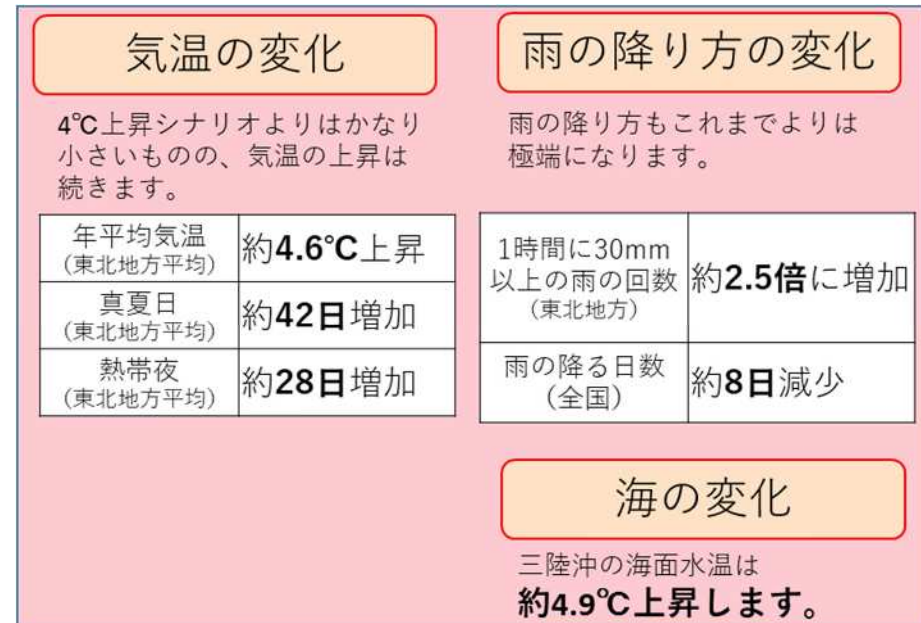 気温の変化
4℃上昇シナリオよりはかなり
小さいものの、気温の上昇は
続きます。
年平均気温
(東北地方平均)
約4.6℃上昇
真夏日
(東北地方平均)
約42日増加
熱帯夜
(東北地方平均)
約28日増加
雨の降り方の変化
雨の降り方もこれまでよりは
極端になります。
1時間に30mm
以上の雨の回数
(東北地方)
約2.5倍に増加
雨の降る日数
(全国)
約8日減少
海の変化
三陸沖の海面水温は
約4.9℃上昇します。